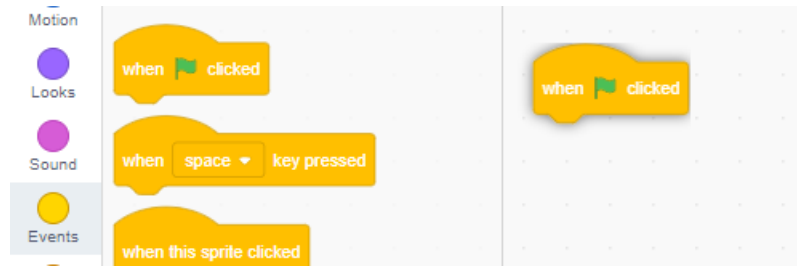 Motion
Looks
Sound
Events
when clicked
when space key pressed
when this sprite clicked
when clicked